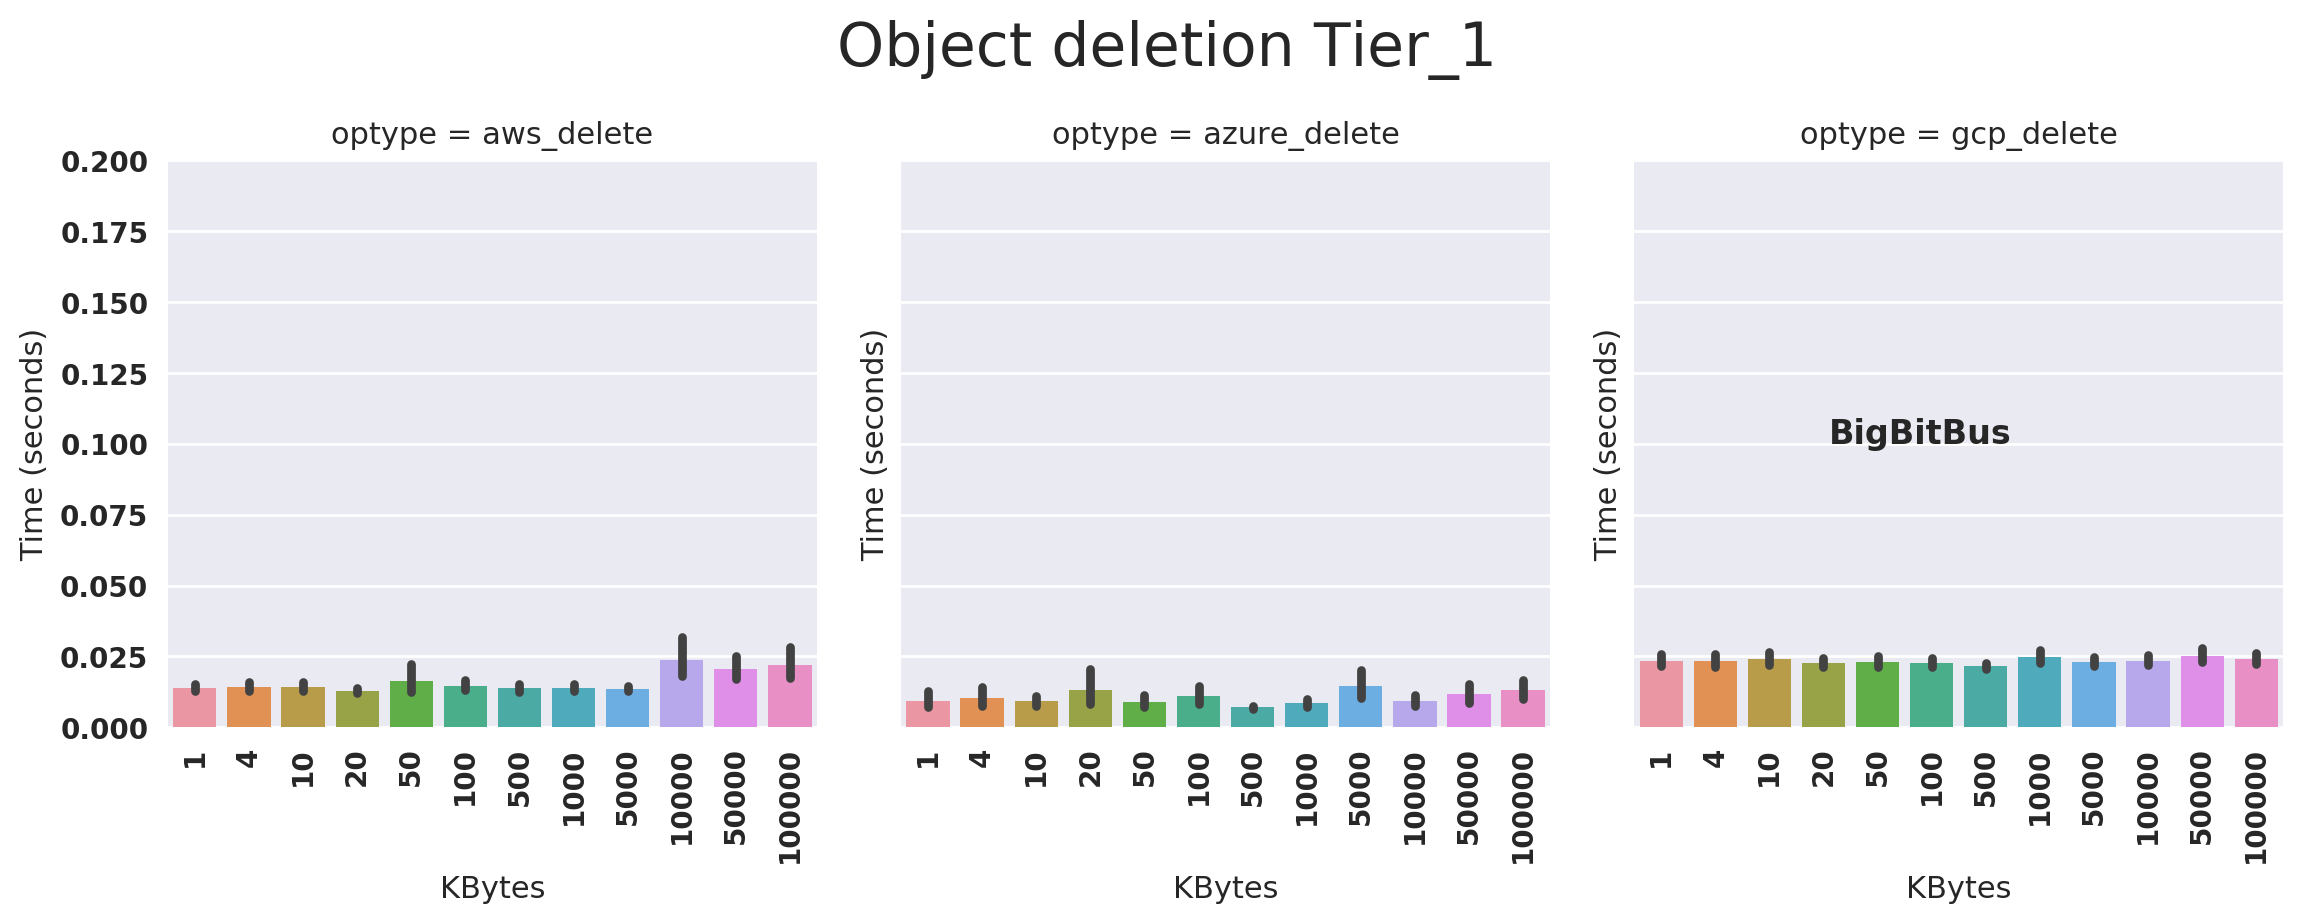 Object deletion Tier_1
optype = aws_delete
optype = azure_delete
optype = gcp_delete
0.200
0.175
0.150
0.125
0.100
0.075
0.050
0.025
0.000
Time (seconds)
Time (seconds)
Time (seconds)
BigBitBus
1 4 10 20 50 100 500 1000 5000 10000 50000 100000
1 4 10 20 50 100 500 1000 5000 10000 50000 100000
1 4 10 20 50 100 500 1000 5000 10000 50000 100000
KBytes
KBytes
KBytes